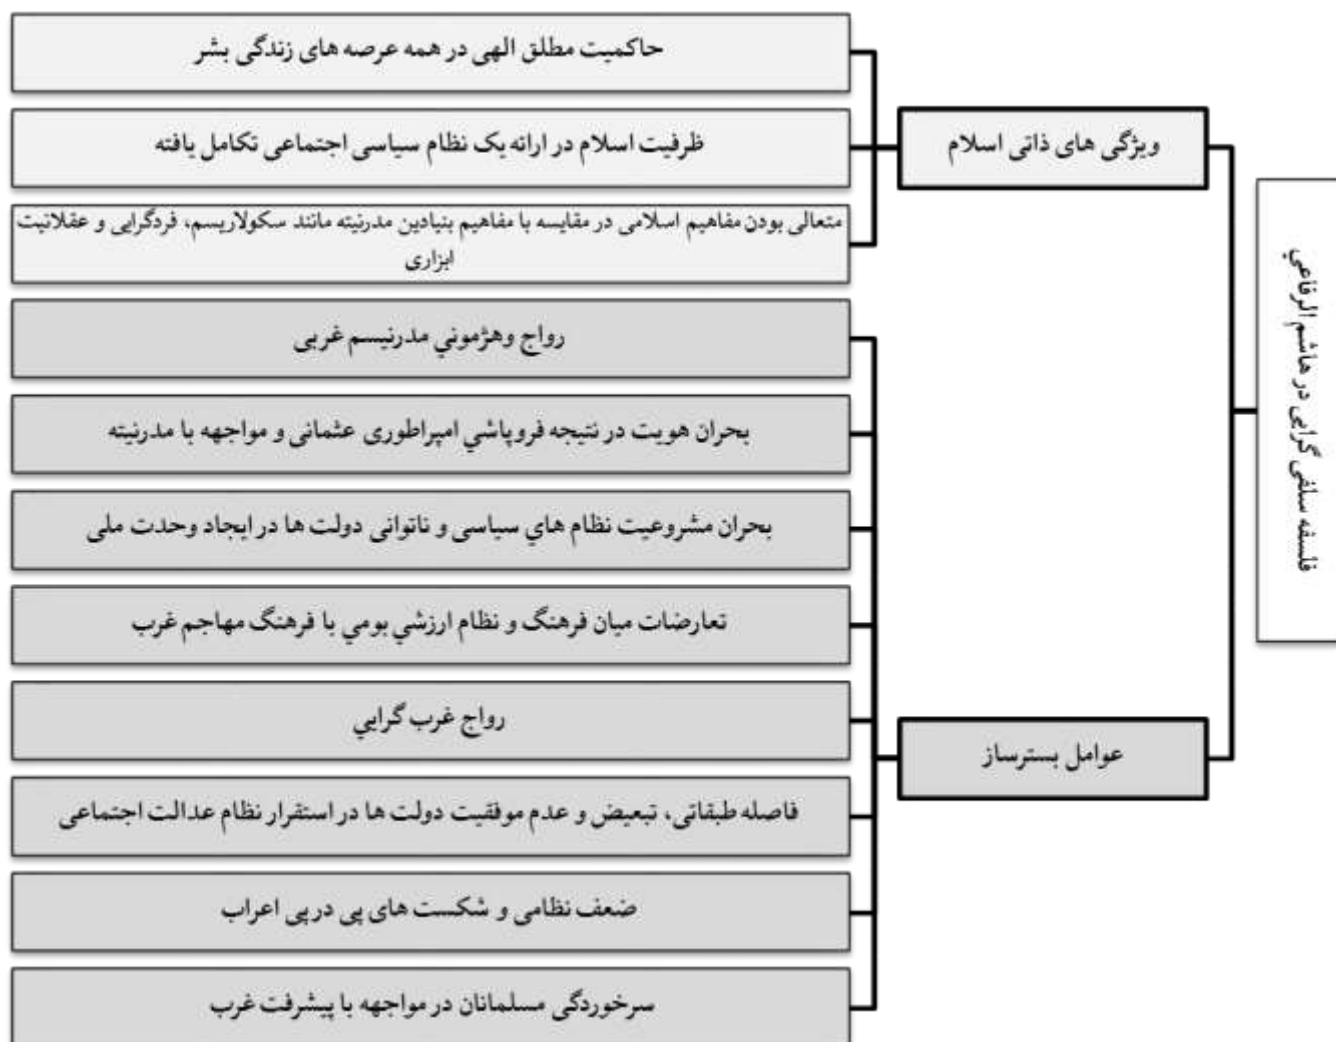 فلسفه سلفی گرایی در هاشم الرفاعي
ویژگی های ذاتی اسلام
حاکمیت مطلق الهی در همه عرصه های زندگی بشر
ظرفیت اسلام در ارائه یک نظام سیاسی اجتماعی تکامل یافته
متعالی بودن مفاهیم اسلامی در مقایسه با مفاهیم بنیادین مدرنیته مانند سکولاریسم، فردگرایی و عقلانیت
ابزاری
عوامل بسترساز
رواج وهژموني مدرنیسم غربی
بحران هویت در نتیجه فروپاشي امپراطوری عثمانی و مواجهه با مدرنیته
بحران مشروعیت نظام هاي سیاسی و ناتوانی دولت ها در ایجاد وحدت ملی
تعارضات میان فرهنگ و نظام ارزشي بومي با فرهنگ مهاجم غرب
رواج غرب گرايي
فاصله طبقاتی، تبعیض و عدم موفقیت دولت ها در استقرار نظام عدالت اجتماعی
ضعف نظامی و شکست های پی درپی اعراب
سرخوردگی مسلمانان در مواجهه با پیشرفت غرب